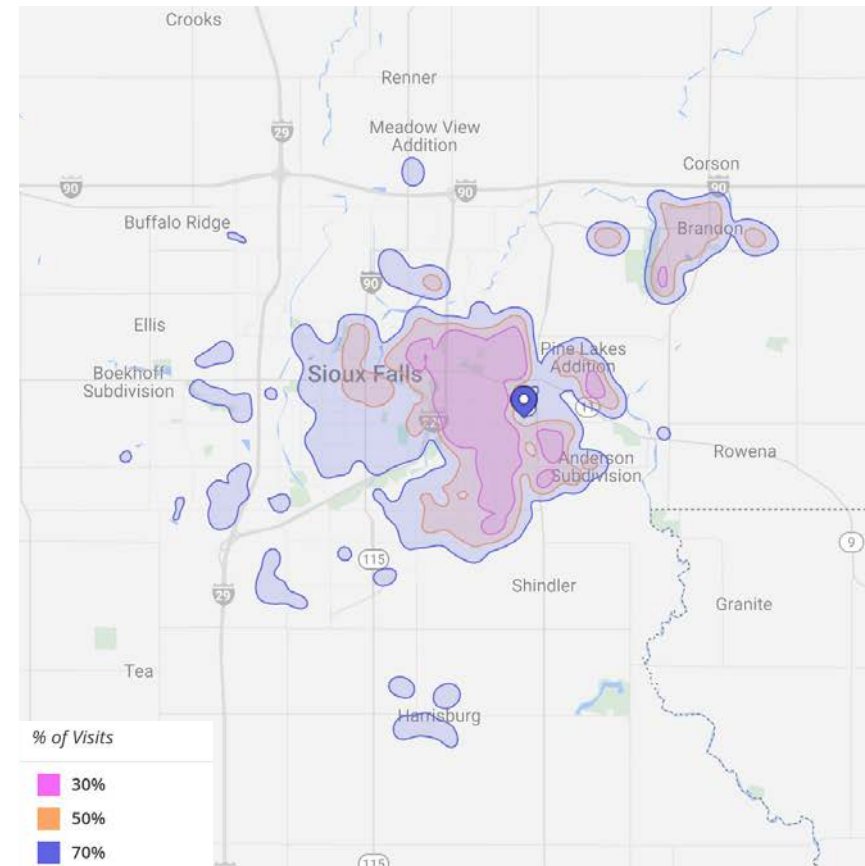 Crooks
Renner
29
Meadow View
Addition
Corson
90
90
90
Buffalo Ridge
Brandon
90
Ellis
Pine Lakes
Addition
Boekhoff
Subdivision
Sioux Falls
11
229
Anderson
Subdivision
Rowena
9
115
Shindler
29
Granite
Tea
Harrisburg
% of Visits
30%
50%
70%
115